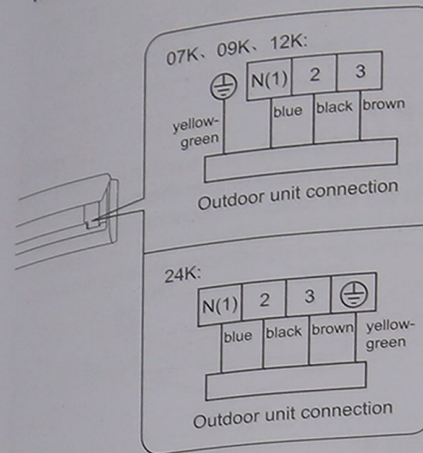 07K、09K、12K:
N(1) 2 3
blue black brown
yellow-
green
Outdoor unit connection
24K:
N(1) 2 3
blue black brown yellow-
green
Outdoor unit connection